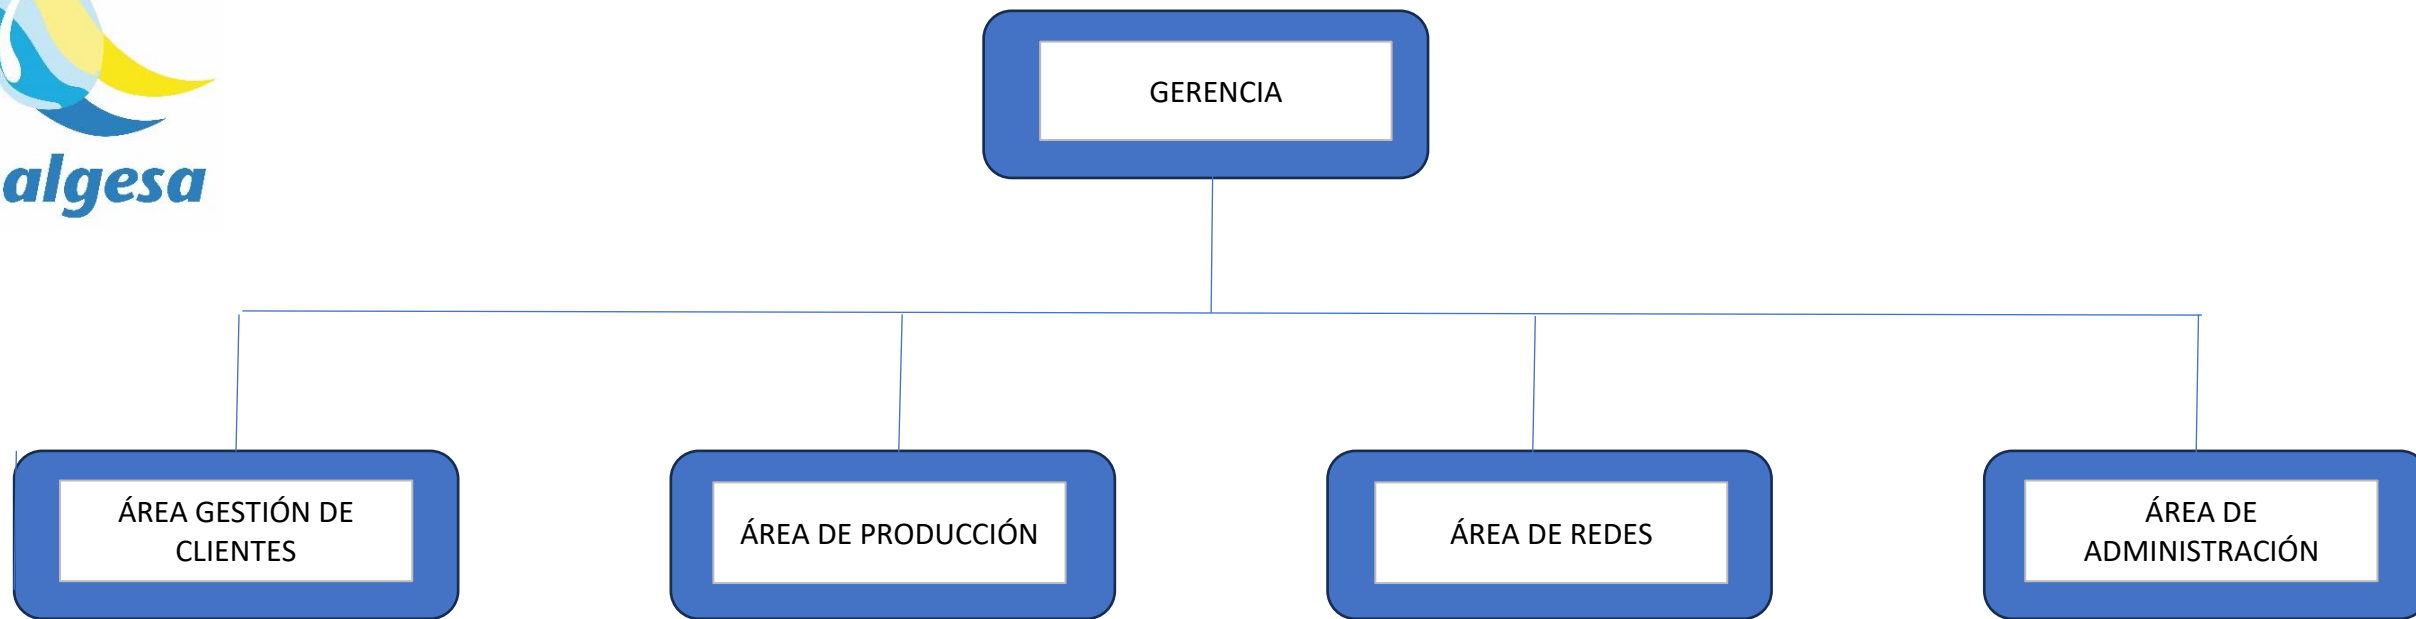 algesa
GERENCIA
ÁREA GESTIÓN DE
CLIENTES
ÁREA DE PRODUCCIÓN
ÁREA DE REDES
ÁREA DE
ADMINISTRACIÓN